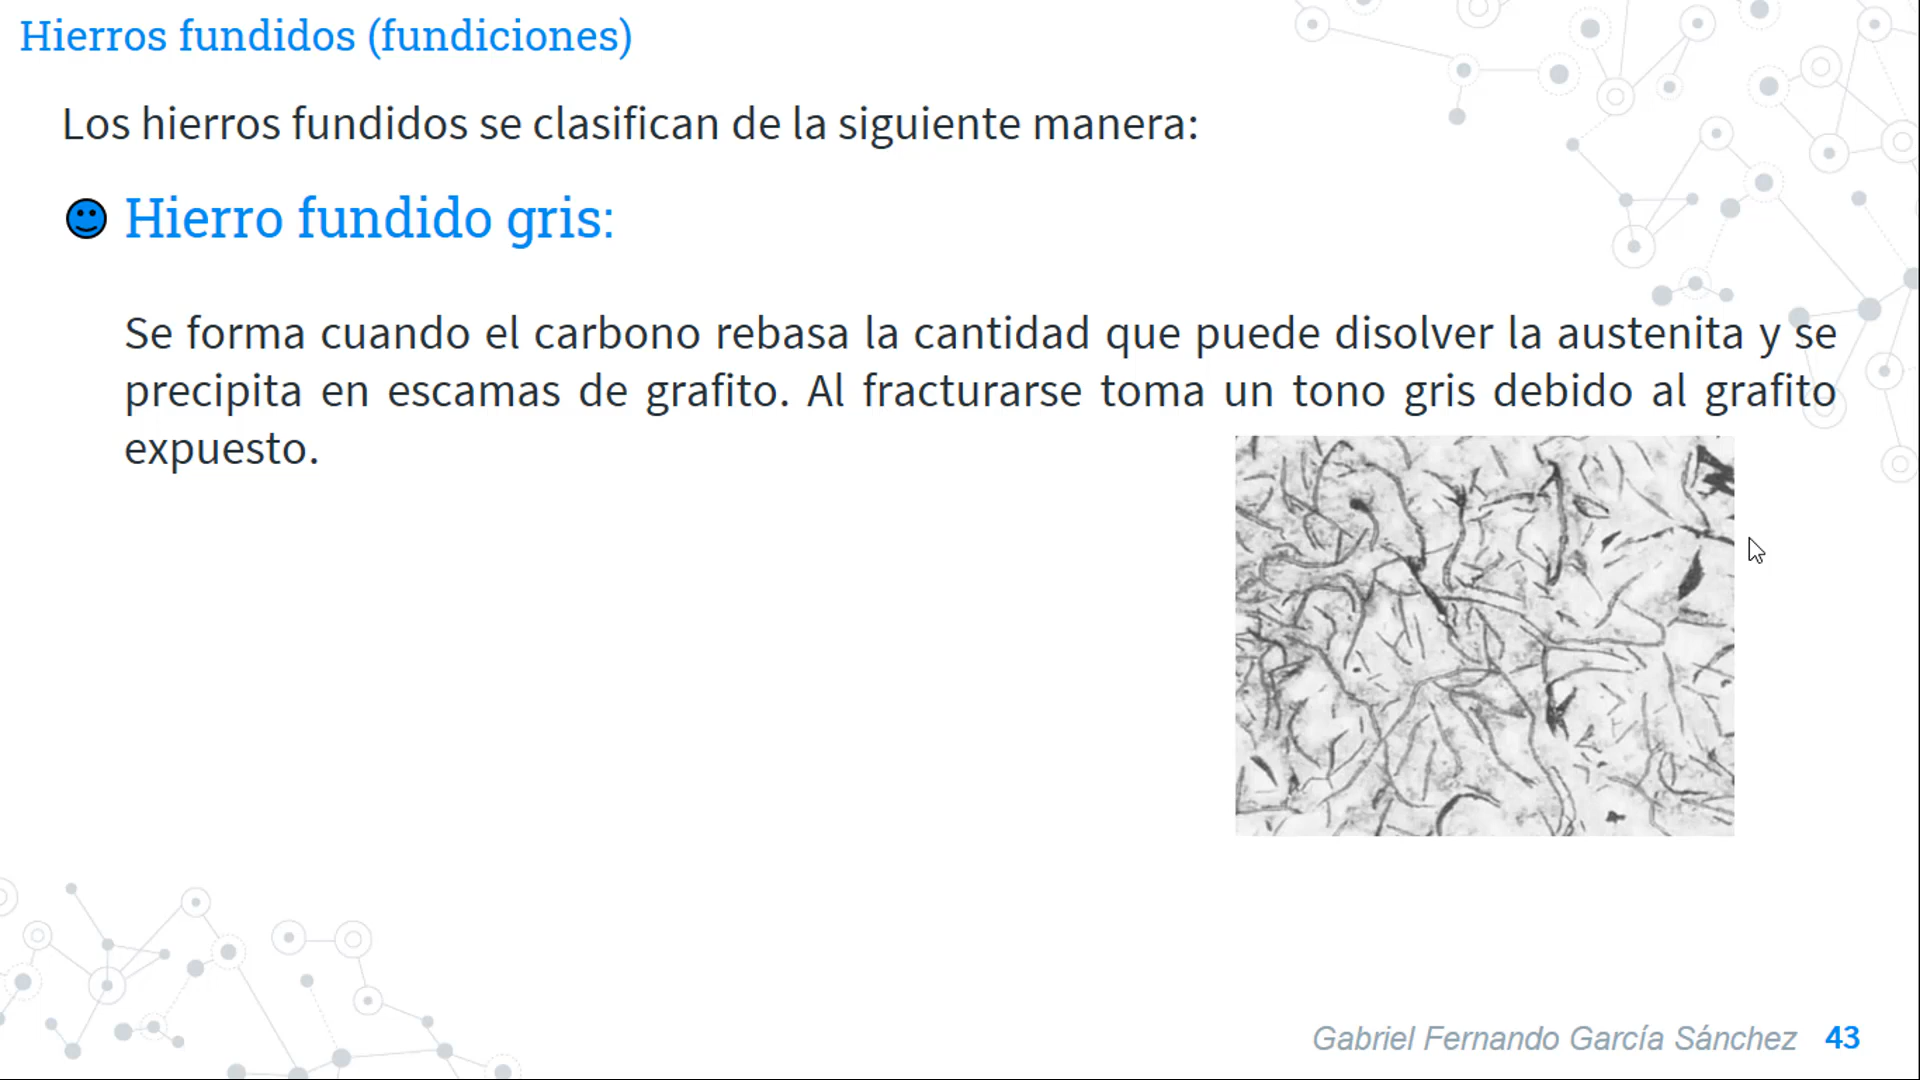 Hierros fundidos (fundiciones)
Los hierros fundidos se clasifican de la siguiente manera:
Hierro fundido gris:
Se forma cuando el carbono rebasa la cantidad que puede disolver la austenita y se
precipita en escamas de grafito. Al fracturarse toma un tono gris debido al grafito
expuesto.
Gabriel Fernando García Sánchez 43